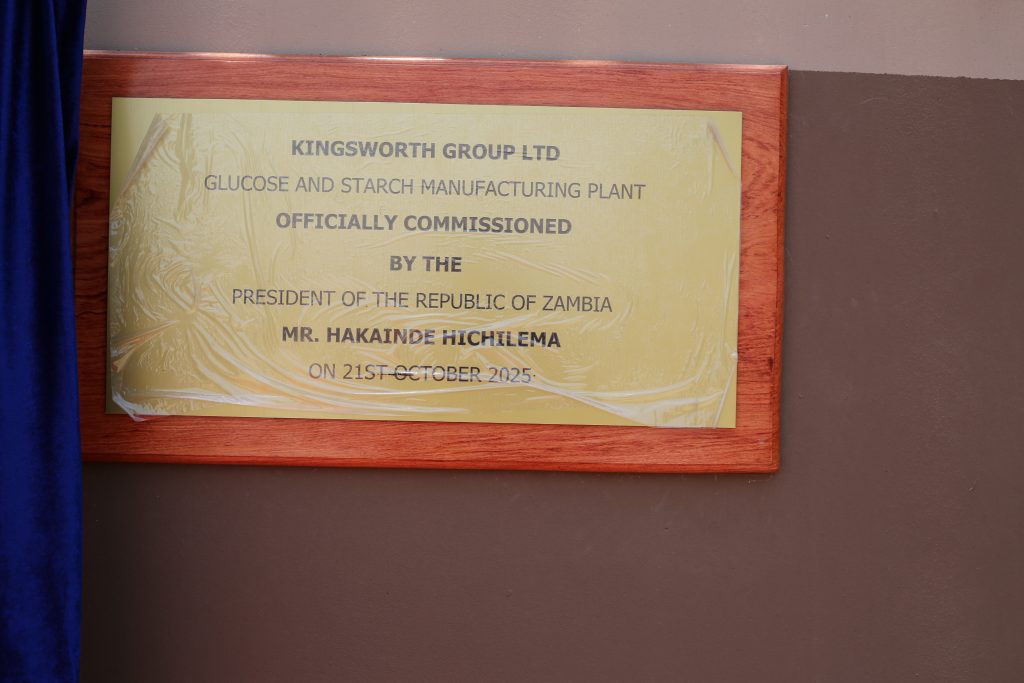 KINGSWORTH GROUP LTD
GLUCOSE AND STARCH MANUFACTURING PLANT
OFFICIALLY COMMISSIONED
BY THE
PRESIDENT OF THE REPUBLIC OF ZAMBIA
MR. HAKAINDE HICHILEMA
ON 21ST OCTOBER 2025